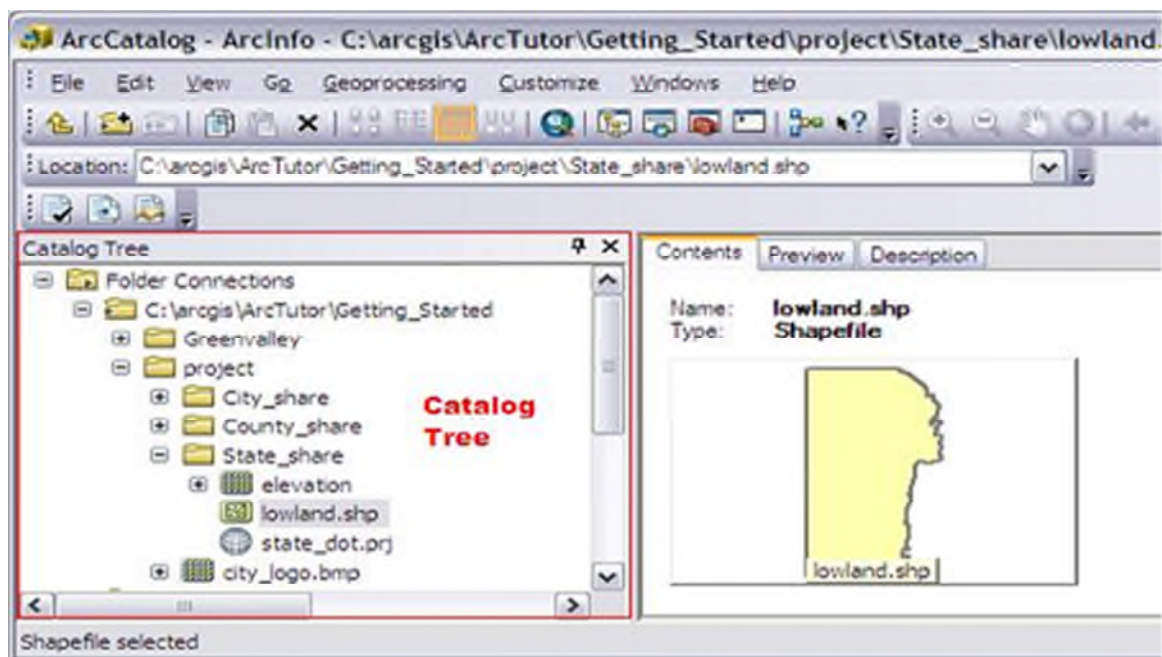 ArcCatalog - ArcInfo - C:\arcgis\ArcTutor\Getting_Started\project\State_share\lowland.
File Edit View Go Geoprocessing Customize Windows Help
Location: C:\arcgis\ArcTutor\Getting_Started\project\State_share\lowland.shp
Catalog Tree
Contents Preview Description
Folder Connections
C:\arcgis\ArcTutor\Getting_Started
Greenvalley
project
City_share
County_share
State_share
elevation
lowland.shp
state_dot.prj
city_logo.bmp
Catalog
Tree
Name: lowland.shp
Type: Shapefile
lowland.shp
Shapefile selected